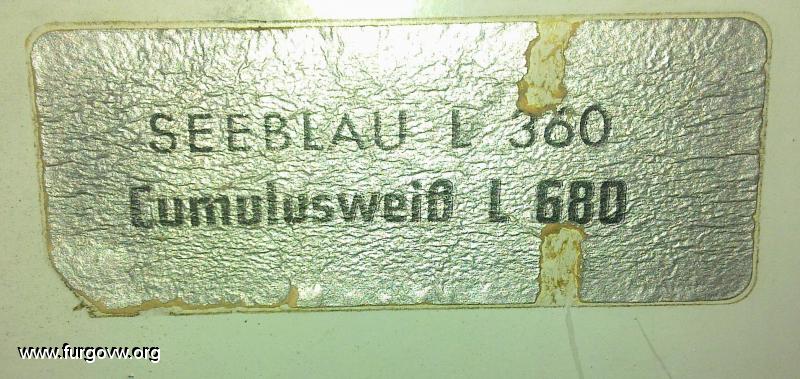 SEEBLAU L 360
Cumulusweiß L 680
www.furgovw.org